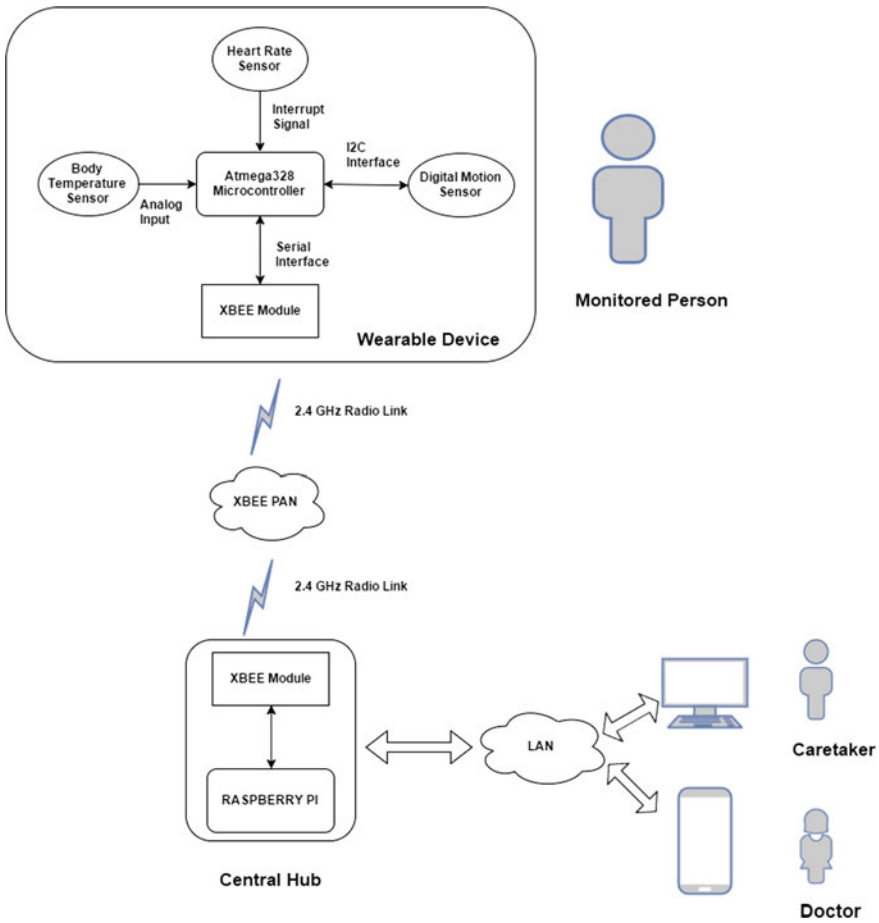 Heart Rate
Sensor
Interrupt
Signal
I2C
Interface
Body
Temperature
Sensor
Atmega328
Microcontroller
Digital Motion
Sensor
Analog
Input
Serial
Interface
XBEE Module
Wearable Device
Monitored Person
2.4 GHz Radio Link
XBEE PAN
2.4 GHz Radio Link
XBEE Module
LAN
Caretaker
RASPBERRY PI
Central Hub
Doctor